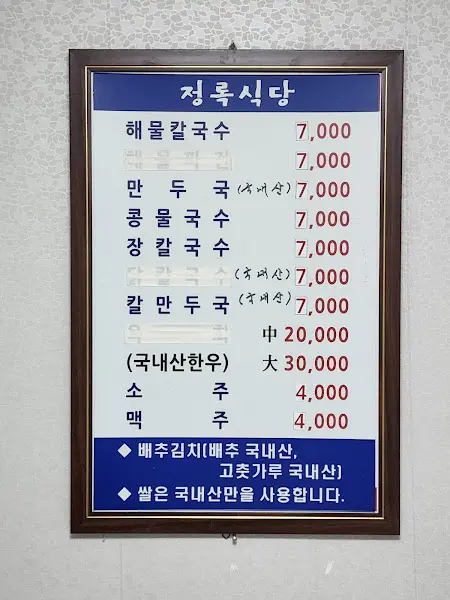 정록식당
해물칼국수 7,000
7,000
만두국 (국내산) 7,000
콩물국수 7,000
장칼국수 7,000
(국내산) 7,000
칼만두국 (국내산) 7,000
中 20,000
(국내산한우) 大 30,000
소주 4,000
맥주 4,000
◆ 배추김치(배추 국내산,
고춧가루 국내산)
◆ 쌀은 국내산만을 사용합니다.